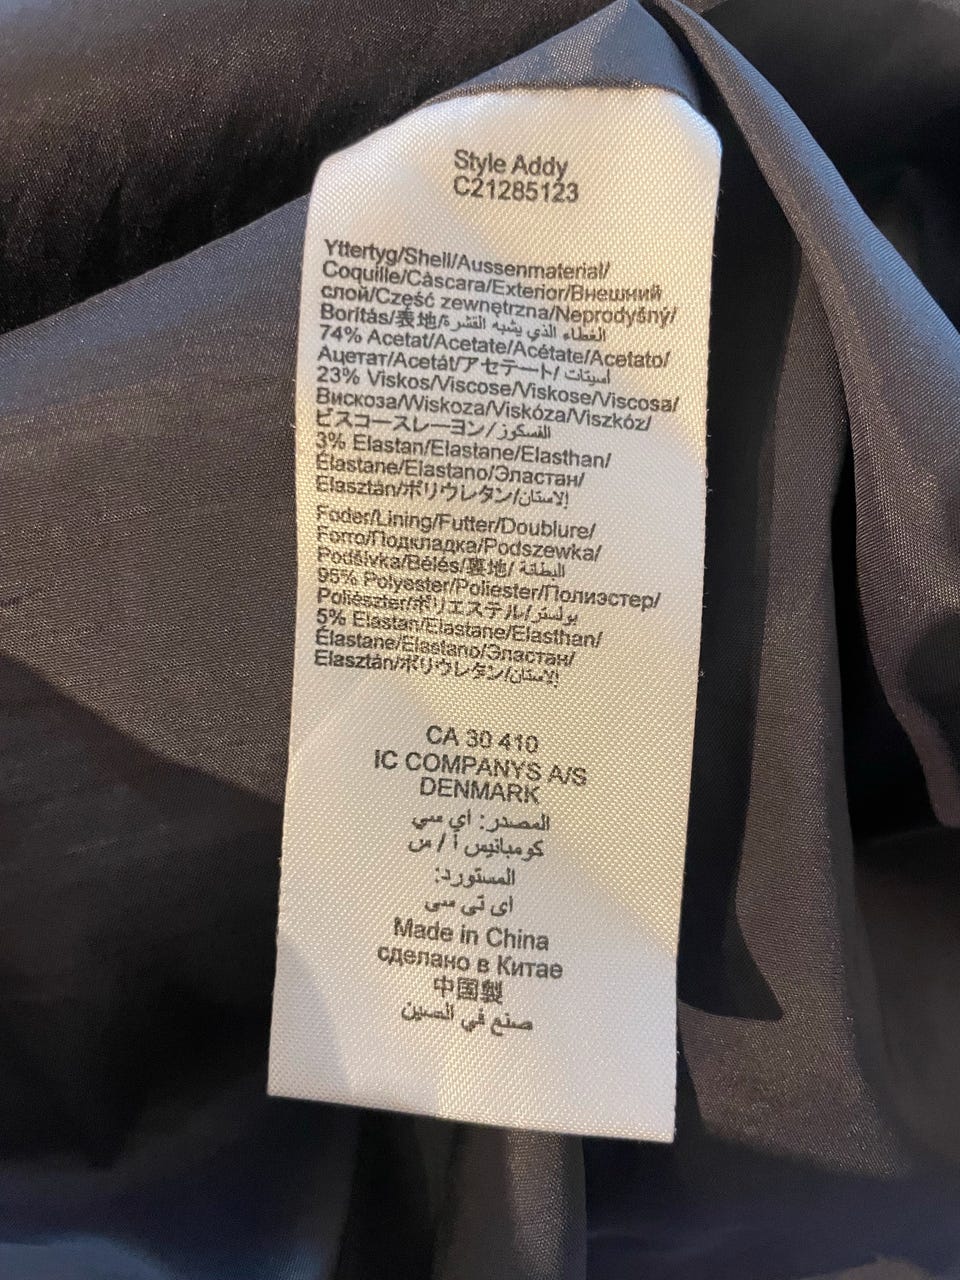 Style Addy
C21285123
Yttertyg/Shell/Aussenmaterial/
Coquille/Cáscara/Exterior/Внешний
слой/Część zewnętrzna/Neprodyšný/
Borítás/表地/الغطاء الذي يشبه القشرة
74% Acetat/Acetate/Acétate/Acetato/
Ацетат/Acetát/アセテート/أسيتات
23% Viskos/Viscose/Viskose/Viscosa/
Вискоза/Wiskoza/Viskóza/Viszkóz/
ビスコースレーヨン/الفسكوز
3% Elastan/Elastane/Elasthan/
Élastane/Elastano/Эластан/
Elasztán/ポリウレタン/الاستان
Foder/Lining/Futter/Doublure/
Forro/Подкладка/Podszewka/
Podšívka/Bélés/裏地/البطانة
95% Polyester/Poliester/Полиэстер/
Poliészter/ポリエステル/بولستر
5% Elastan/Elastane/Elasthan/
Élastane/Elastano/Эластан/
Elasztán/ポリウレタン/الاستان
CA 30 410
IC COMPANYS A/S
DENMARK
المصدر: أي سي
كومبانيس أ / س
المستورد:
اى تى سى
Made in China
сделано в Китае
中国製
صنع في الصين